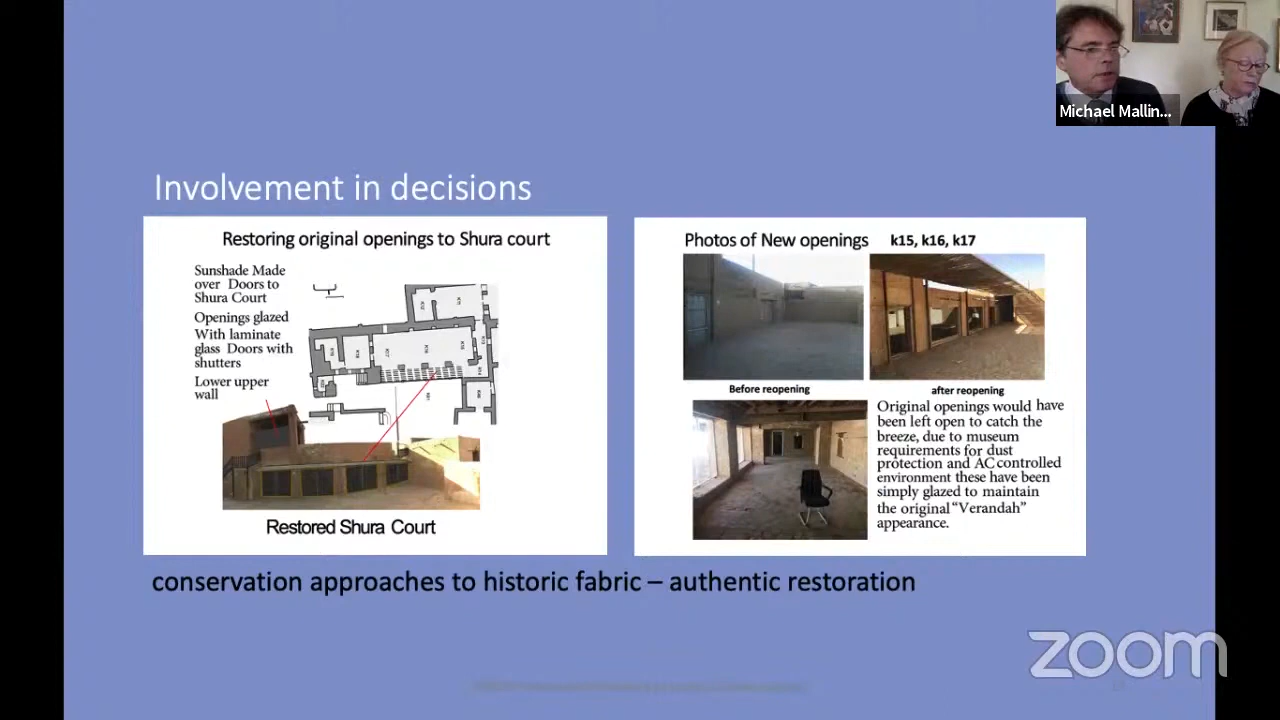 Michael Mallin...
Involvement in decisions
Restoring original openings to Shura court
Sunshade Made
over Doors to
Shura Court
Openings glazed
With laminate
glass Doors with
shutters
Lower upper
wall
Restored Shura Court
Photos of New openings k15, k16, k17
Before reopening
after reopening
Original openings would have
been left open to catch the
breeze, due to museum
requirements for dust
protection and AC controlled
environment these have been
simply glazed to maintain
the original "Verandah"
appearance.
conservation approaches to historic fabric – authentic restoration
zoom